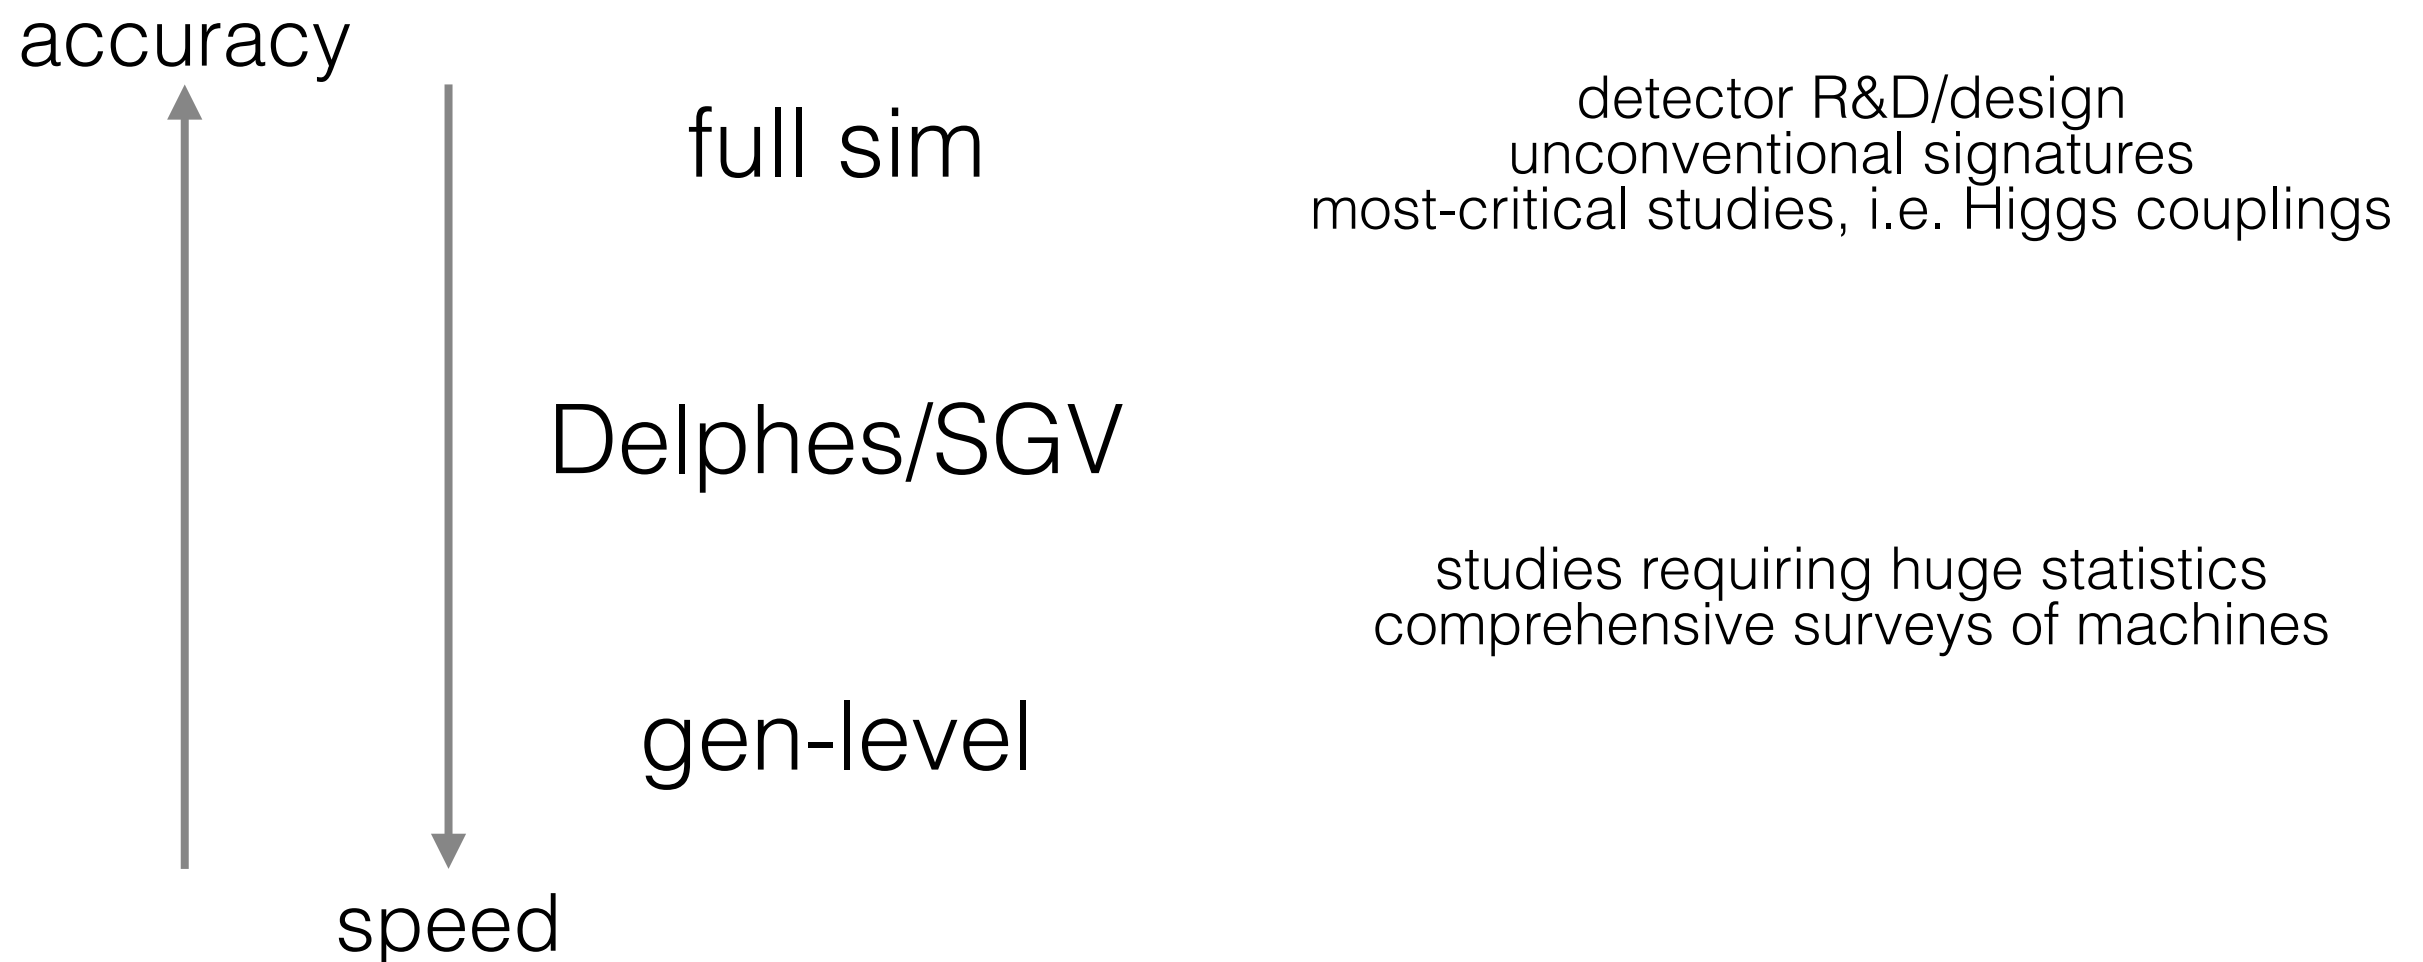 accuracy
full sim
detector R&D/design
unconventional signatures
most-critical studies, i.e. Higgs couplings
Delphes/SGV
studies requiring huge statistics
comprehensive surveys of machines
gen-level
speed